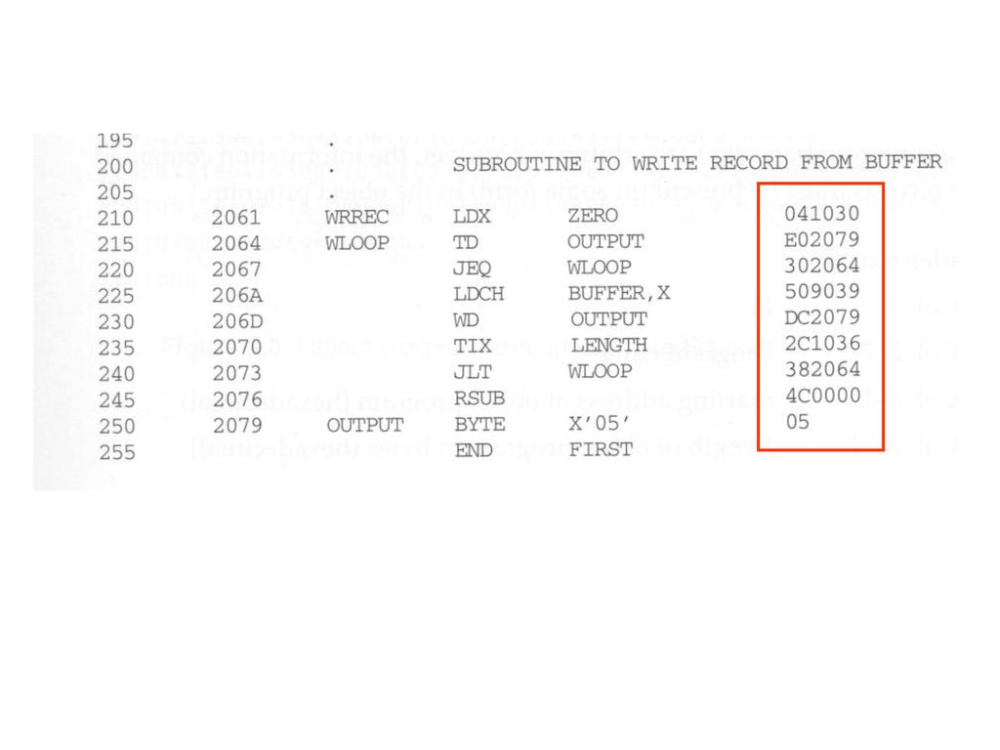 195 .
200 . SUBROUTINE TO WRITE RECORD FROM BUFFER
205 .
210 2061 WRREC LDX ZERO 041030
215 2064 WLOOP TD OUTPUT E02079
220 2067 JEQ WLOOP 302064
225 206A LDCH BUFFER,X 509039
230 206D WD OUTPUT DC2079
235 2070 TIX LENGTH 2C1036
240 2073 JLT WLOOP 382064
245 2076 RSUB 4C0000
250 2079 OUTPUT BYTE X'05' 05
255 END FIRST